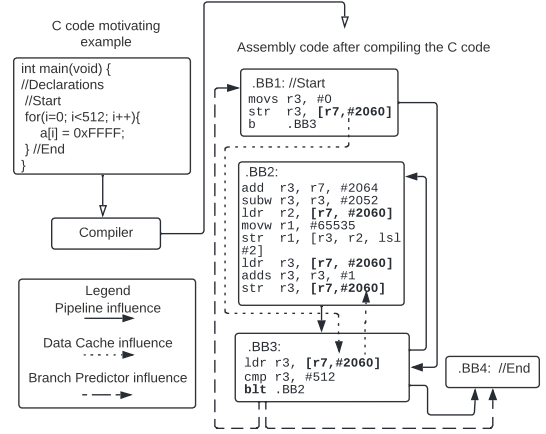 C code motivating
example
int main(void) {
//Declarations
//Start
for(i=0; i<512; i++){
a[i] = 0xFFFF;
} //End
}
Compiler
Legend
Pipeline influence
Data Cache influence
Branch Predictor influence
Assembly code after compiling the C code
.BB1: //Start
movs r3, #0
str r3, [r7,#2060]
b .BB3
.BB2:
add r3, r7, #2064
subw r3, r3, #2052
ldr r2, [r7,#2060]
movw r1, #65535
str r1, [r3, r2, lsl
#2]
ldr r3, [r7,#2060]
adds r3, r3, #1
str r3, [r7,#2060]
.BB3:
ldr r3, [r7,#2060]
cmp r3, #512
blt .BB2
.BB4: //End